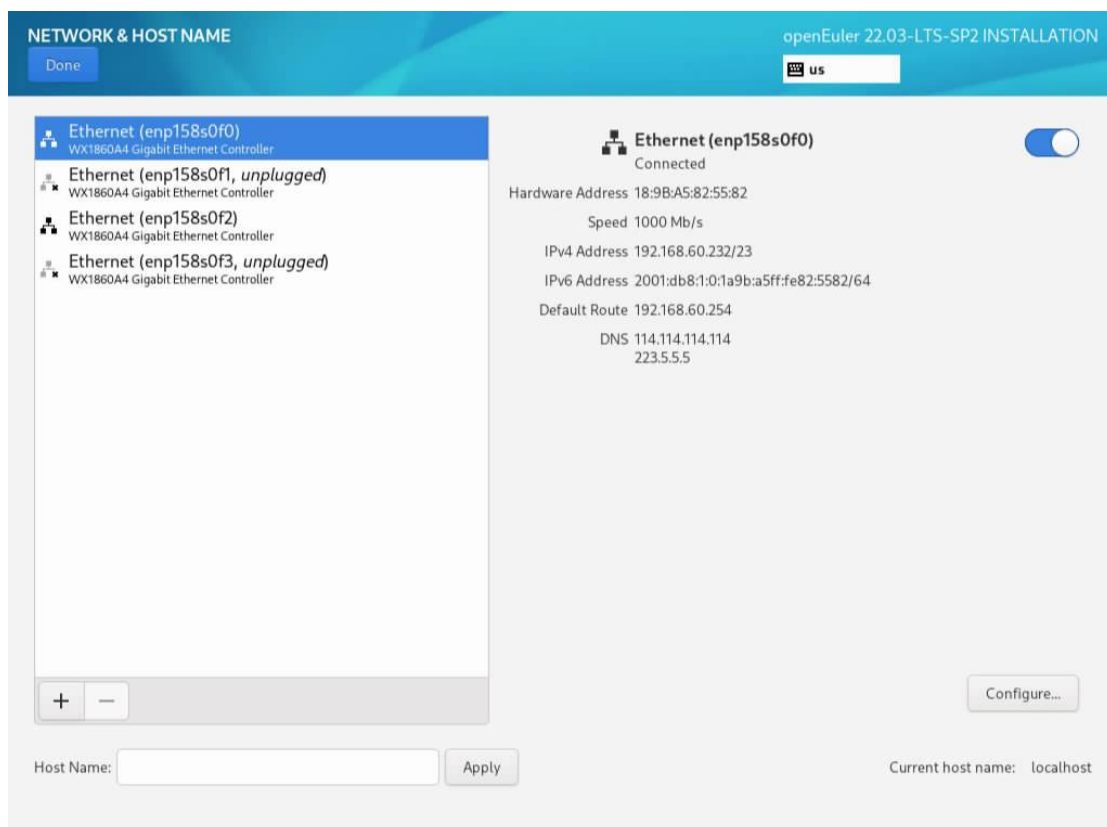 NETWORK & HOST NAME
openEuler 22.03-LTS-SP2 INSTALLATION
Done
us
Ethernet (enp158s0f0)
WX1860A4 Gigabit Ethernet Controller
Ethernet (enp158s0f1, unplugged)
WX1860A4 Gigabit Ethernet Controller
Ethernet (enp158s0f2)
WX1860A4 Gigabit Ethernet Controller
Ethernet (enp158s0f3, unplugged)
WX1860A4 Gigabit Ethernet Controller
Ethernet (enp158s0f0)
Connected
Hardware Address 18:9B:A5:82:55:82
Speed 1000 Mb/s
IPv4 Address 192.168.60.232/23
IPv6 Address 2001:db8:1:0:1a9b:a5ff:fe82:5582/64
Default Route 192.168.60.254
DNS 114.114.114.114
223.5.5.5
+ −
Configure...
Host Name:
Apply
Current host name: localhost